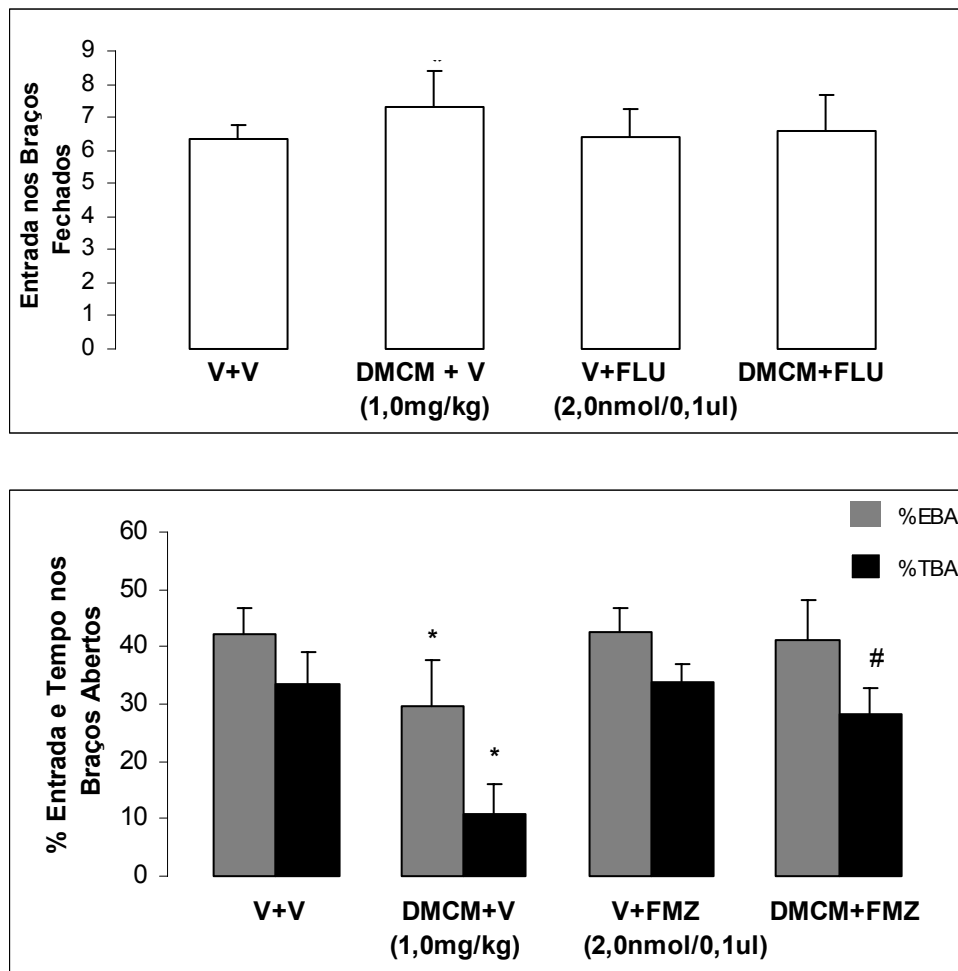 Entrada nos Braços
Fechados
9
8
7
6
5
4
3
2
1
0
V+V
DMCM + V
(1,0mg/kg)
V+FLU
(2,0nmol/0,1ul)
DMCM+FLU
% Entrada e Tempo nos
Braços Abertos
%EBA
%TBA
60
50
40
30
20
10
0
*
*
#
V+V
DMCM+V
(1,0mg/kg)
V+FMZ
(2,0nmol/0,1ul)
DMCM+FMZ